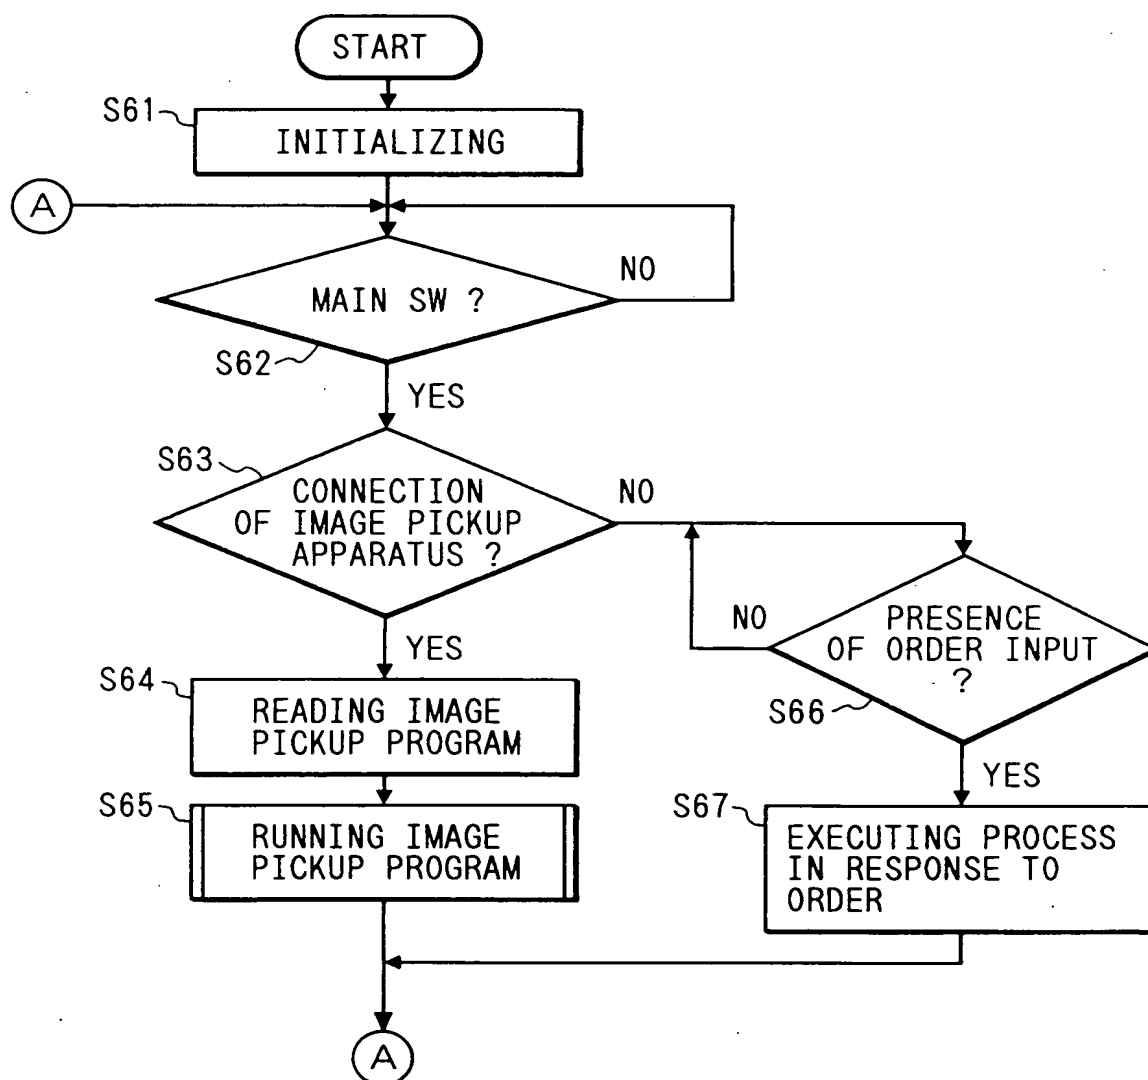 START
S61
INITIALIZING
A
NO
MAIN SW ?
S62
YES
S63
CONNECTION
OF IMAGE PICKUP
APPARATUS ?
NO
NO
PRESENCE
OF ORDER INPUT
?
S66
YES
S64
READING IMAGE
PICKUP PROGRAM
YES
S65
RUNNING IMAGE
PICKUP PROGRAM
S67
EXECUTING PROCESS
IN RESPONSE TO
ORDER
A